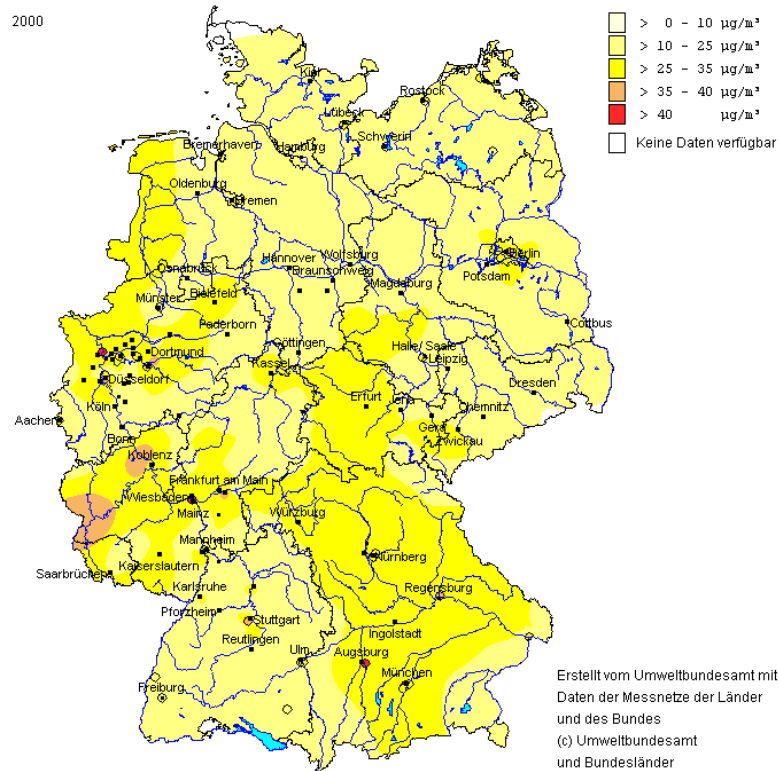 2000
> 0 - 10 µg/m³
> 10 - 25 µg/m³
> 25 - 35 µg/m³
> 35 - 40 µg/m³
> 40 µg/m³
Keine Daten verfügbar
Kiel
Rostock
Lübeck
Schwerin
Bremerhaven
Hamburg
Oldenburg
Bremen
Hannover
Wolfsburg
Berlin
Osnabrück
Braunschweig
Potsdam
Magdeburg
Münster
Bielefeld
Cottbus
Paderborn
Göttingen
Halle/ Saale
Dortmund
Leipzig
Kassel
Düsseldorf
Dresden
Erfurt
Jena
Köln
Chemnitz
Aachen
Gera
Bonn
Zwickau
Koblenz
Frankfurt am Main
Wiesbaden
Mainz
Würzburg
Mannheim
Nürnberg
Kaiserslautern
Saarbrücken
Karlsruhe
Regensburg
Pforzheim
Stuttgart
Ingolstadt
Reutlingen
Ulm
Augsburg
München
Freiburg
Erstellt vom Umweltbundesamt mit
Daten der Messnetze der Länder
und des Bundes
(c) Umweltbundesamt
und Bundesländer